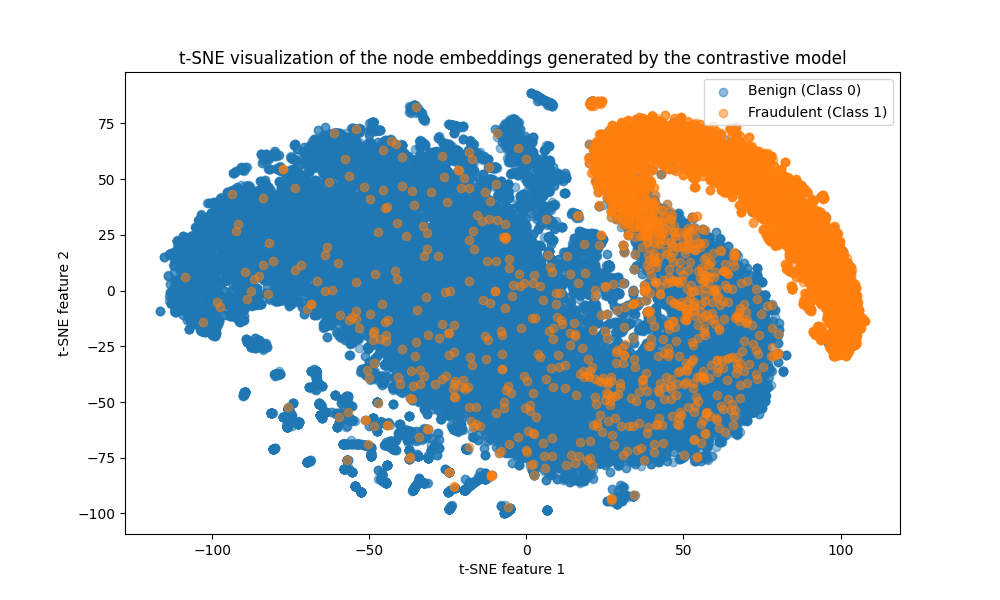 t-SNE visualization of the node embeddings generated by the contrastive model
Benign (Class 0)
Fraudulent (Class 1)
t-SNE feature 2
75
50
25
0
−25
−50
−75
−100
−100
−50
0
50
100
t-SNE feature 1